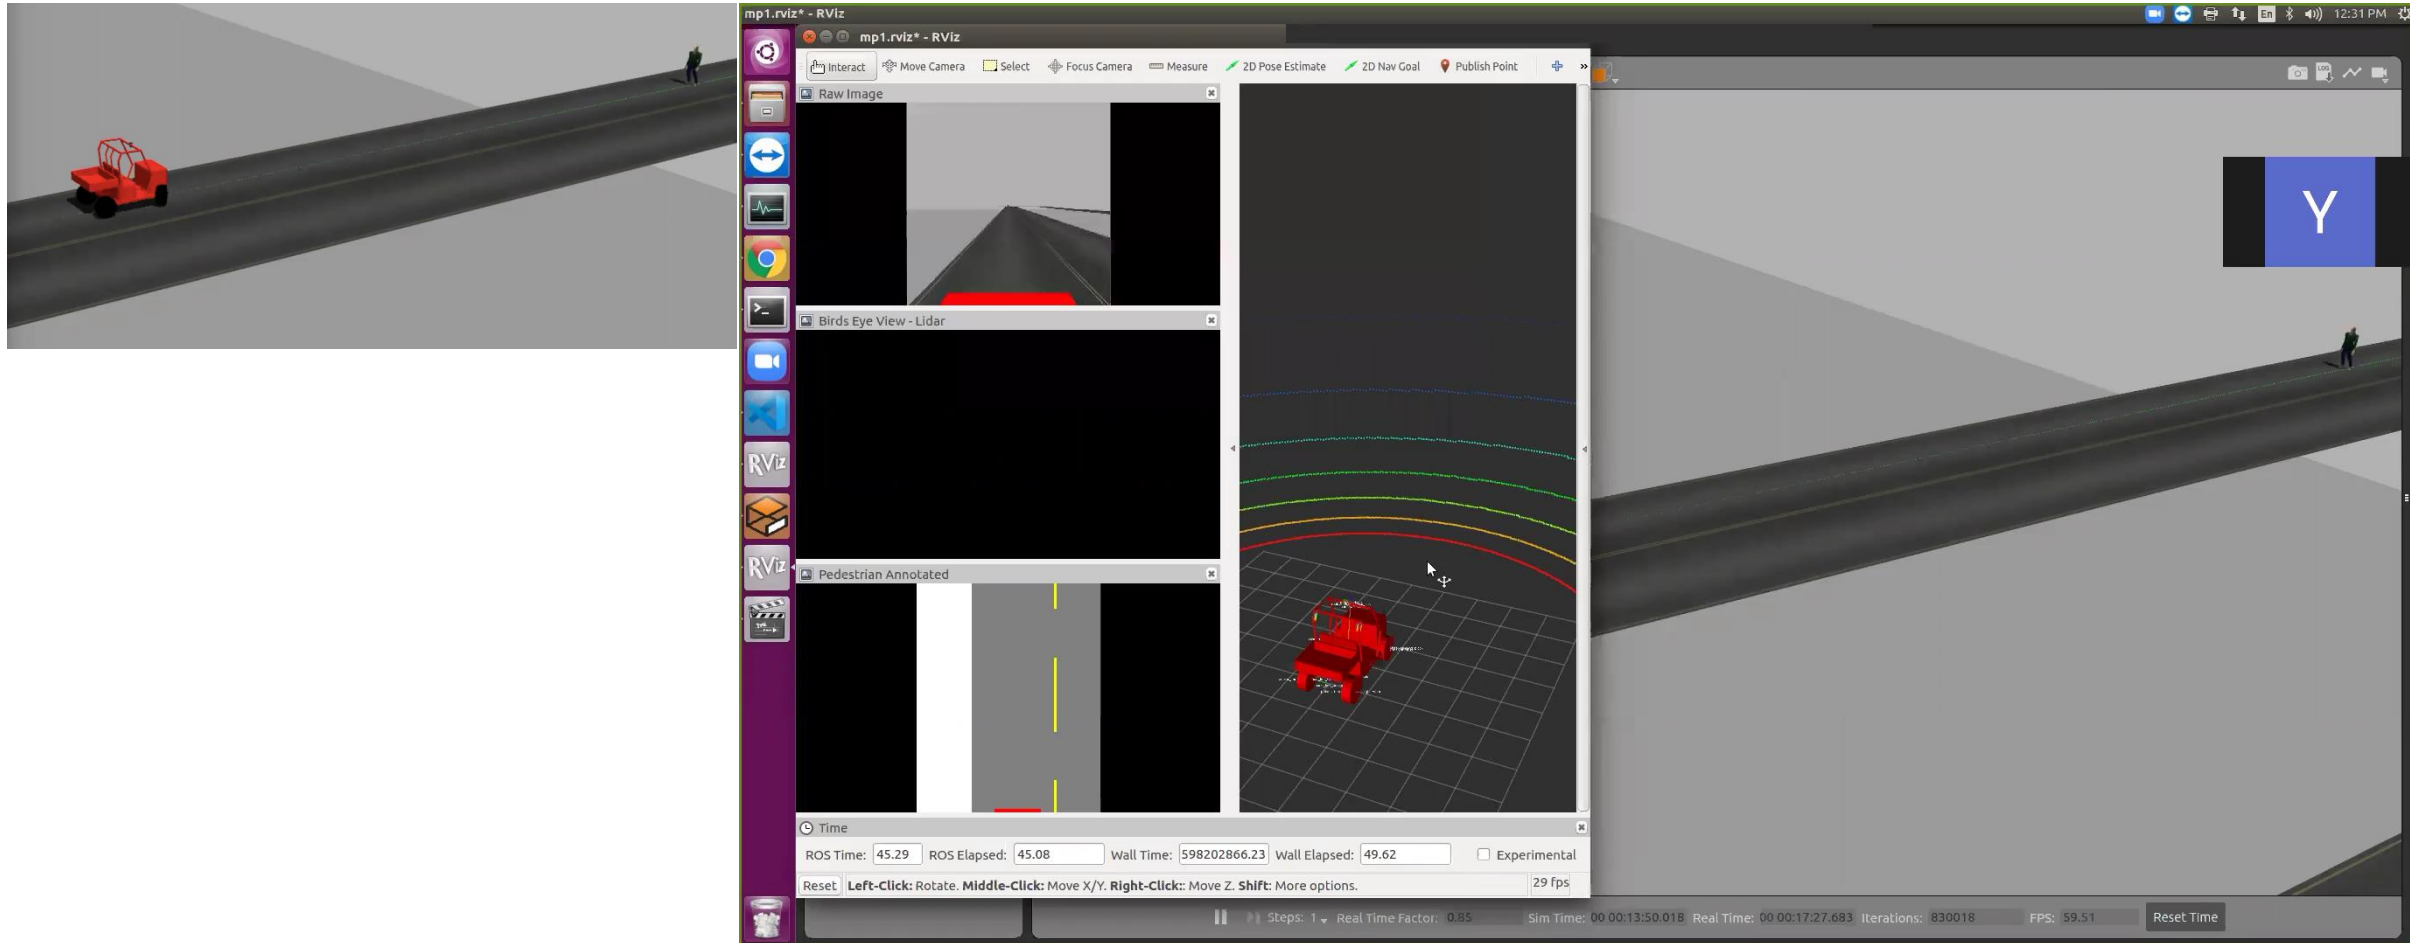 mp1.rviz* - RViz
En
12:31 PM
mp1.rviz* - RViz
Interact
Move Camera
Select
Focus Camera
Measure
2D Pose Estimate
2D Nav Goal
Publish Point
»
LOG
Raw Image
Y
Birds Eye View - Lidar
RViz
Pedestrian Annotated
RViz
Time
ROS Time: 45.29 ROS Elapsed: 45.08 Wall Time: 598202866.23 Wall Elapsed: 49.62 Experimental
Reset Left-Click: Rotate. Middle-Click: Move X/Y. Right-Click:: Move Z. Shift: More options. 29 fps
Steps: 1 Real Time Factor: 0.85 Sim Time: 00 00:13:50.018 Real Time: 00 00:17:27.683 Iterations: 830018 FPS: 59.51 Reset Time